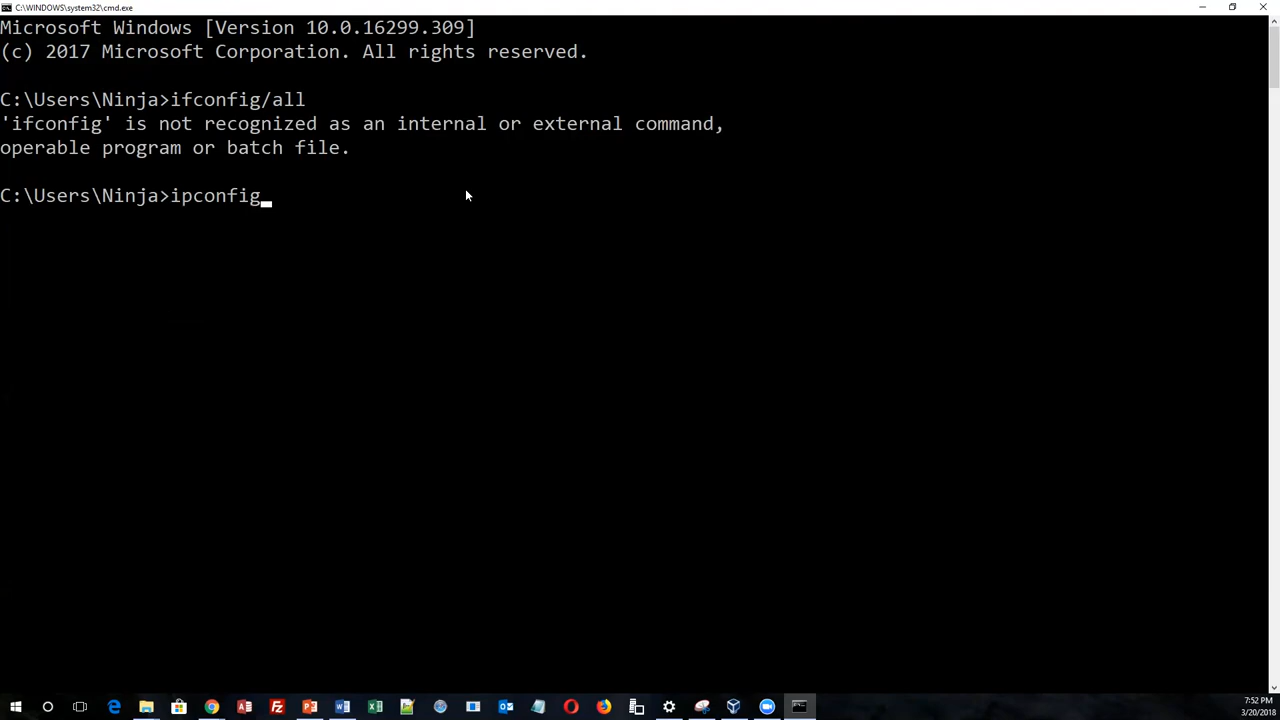 C:\WINDOWS\system32\cmd.exe
Microsoft Windows [Version 10.0.16299.309]
(c) 2017 Microsoft Corporation. All rights reserved.
C:\Users\Ninja>ifconfig/all
'ifconfig' is not recognized as an internal or external command,
operable program or batch file.
C:\Users\Ninja>ipconfig
7:52 PM
3/20/2018